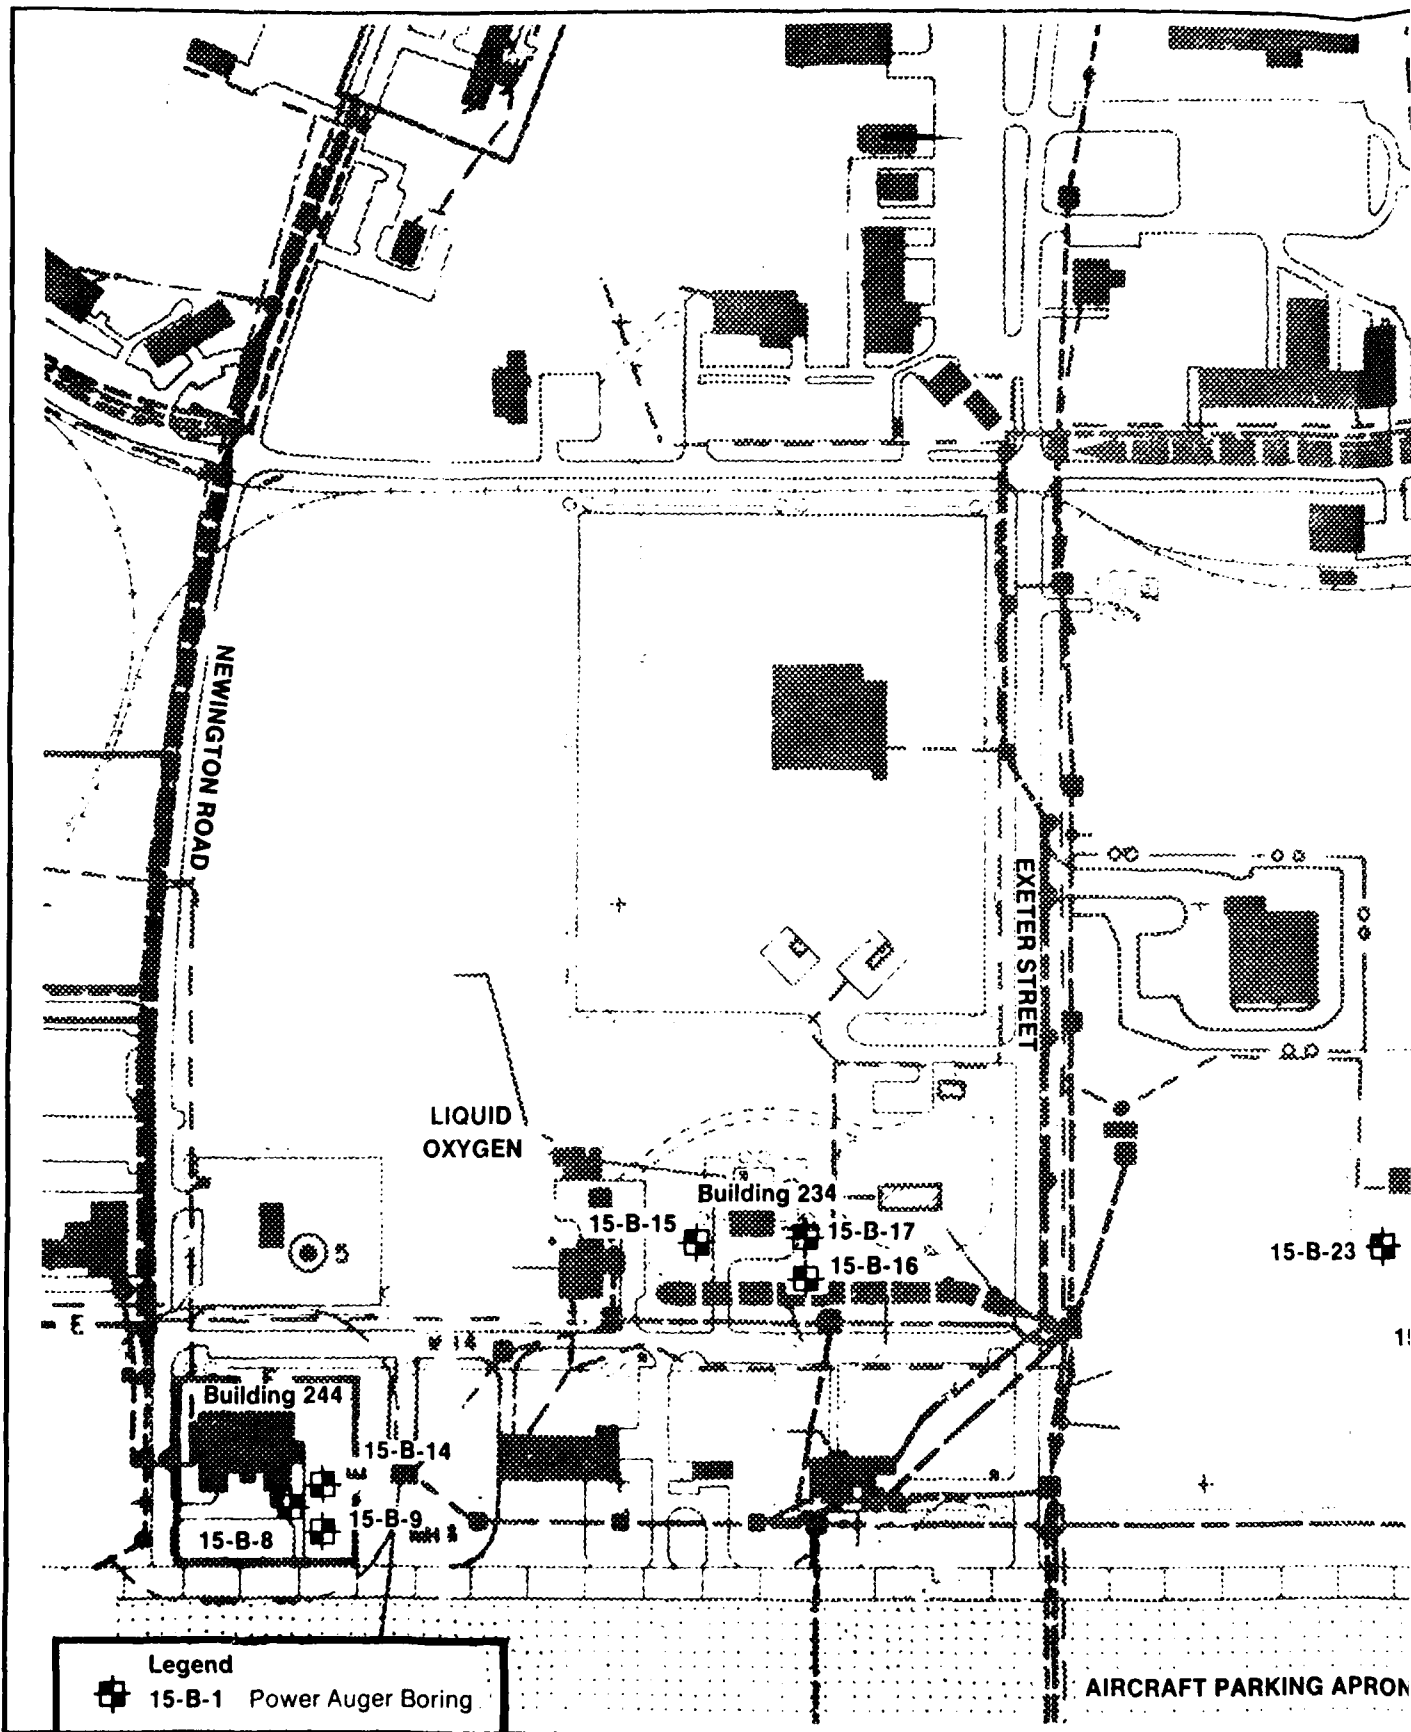 NEWINGTON ROAD
EXETER STREET
LIQUID
OXYGEN
Building 234
15-B-15
15-B-17
15-B-16
15-B-23
15
E
Building 244
15-B-14
15-B-9
15-B-8
Legend
15-B-1 Power Auger Boring
AIRCRAFT PARKING APRON